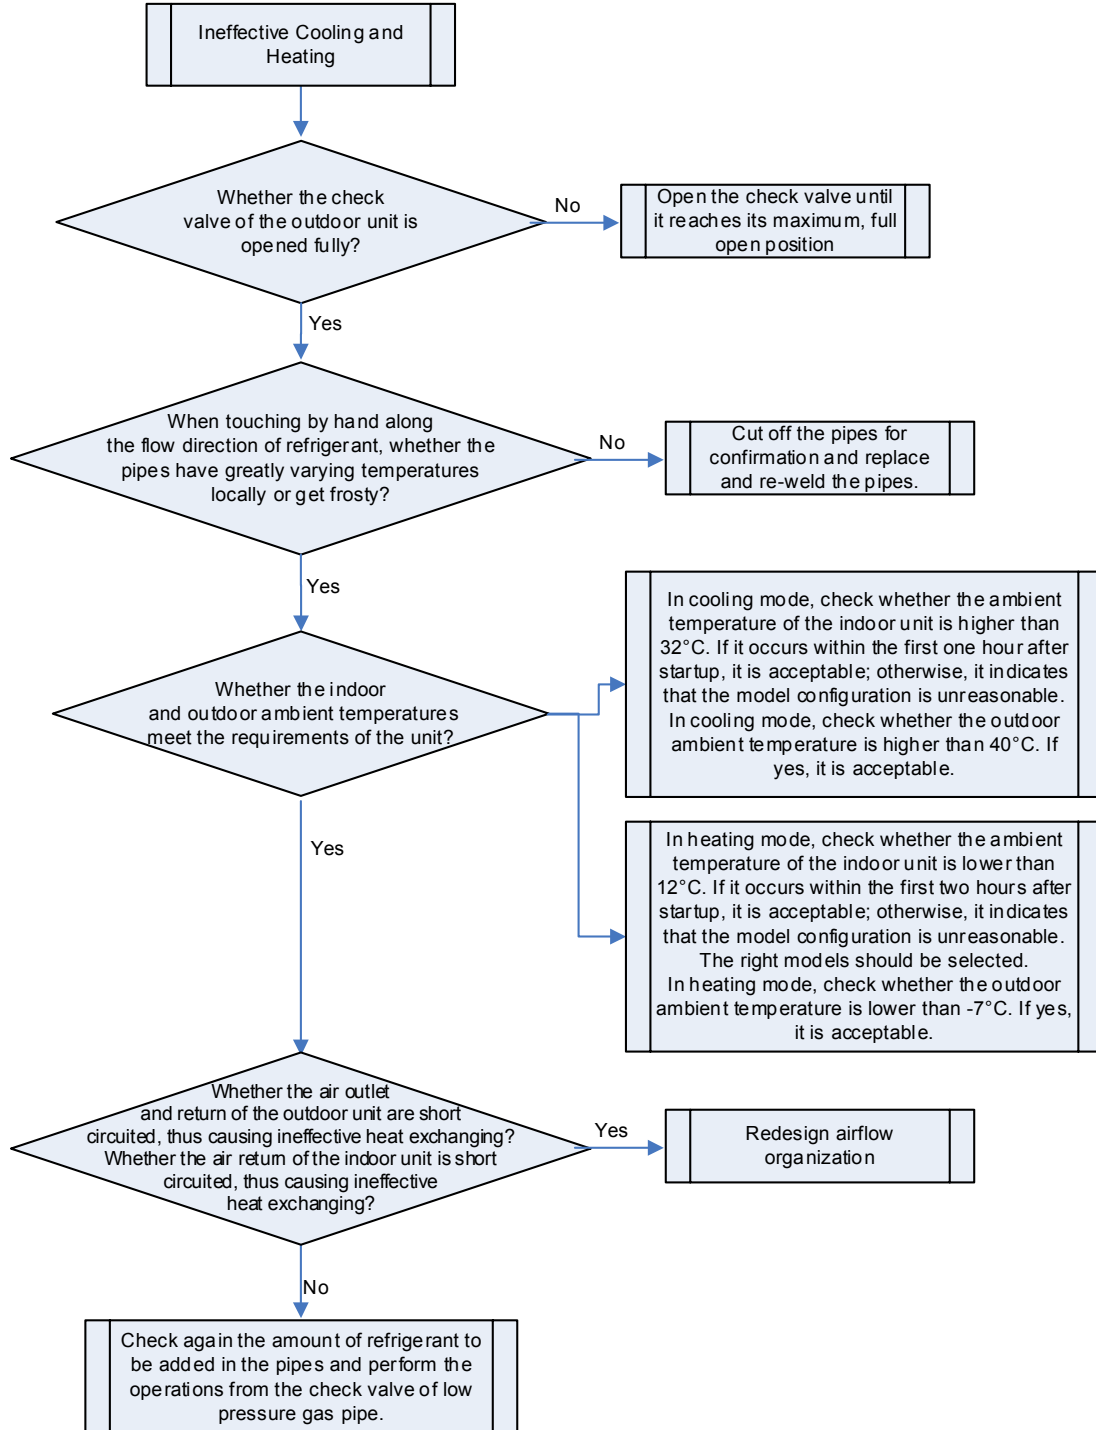 Ineffective Cooling and
Heating
Whether the check
valve of the outdoor unit is
opened fully?
No
Open the check valve until
it reaches its maximum, full
open position
Yes
When touching by hand along
the flow direction of refrigerant, whether the
pipes have greatly varying temperatures
locally or get frosty?
No
Cut off the pipes for
confirmation and replace
and re-weld the pipes.
Yes
Whether the indoor
and outdoor ambient temperatures
meet the requirements of the unit?
In cooling mode, check whether the ambient
temperature of the indoor unit is higher than
32°C. If it occurs within the first one hour after
startup, it is acceptable; otherwise, it indicates
that the model configuration is unreasonable.
In cooling mode, check whether the outdoor
ambient temperature is higher than 40°C. If
yes, it is acceptable.
In heating mode, check whether the ambient
temperature of the indoor unit is lower than
12°C. If it occurs within the first two hours after
startup, it is acceptable; otherwise, it indicates
that the model configuration is unreasonable.
The right models should be selected.
In heating mode, check whether the outdoor
ambient temperature is lower than -7°C. If yes,
it is acceptable.
Yes
Whether the air outlet
and return of the outdoor unit are short
circuited, thus causing ineffective heat exchanging?
Whether the air return of the indoor unit is short
circuited, thus causing ineffective
heat exchanging?
Yes
Redesign airflow
organization
No
Check again the amount of refrigerant to
be added in the pipes and perform the
operations from the check valve of low
pressure gas pipe.